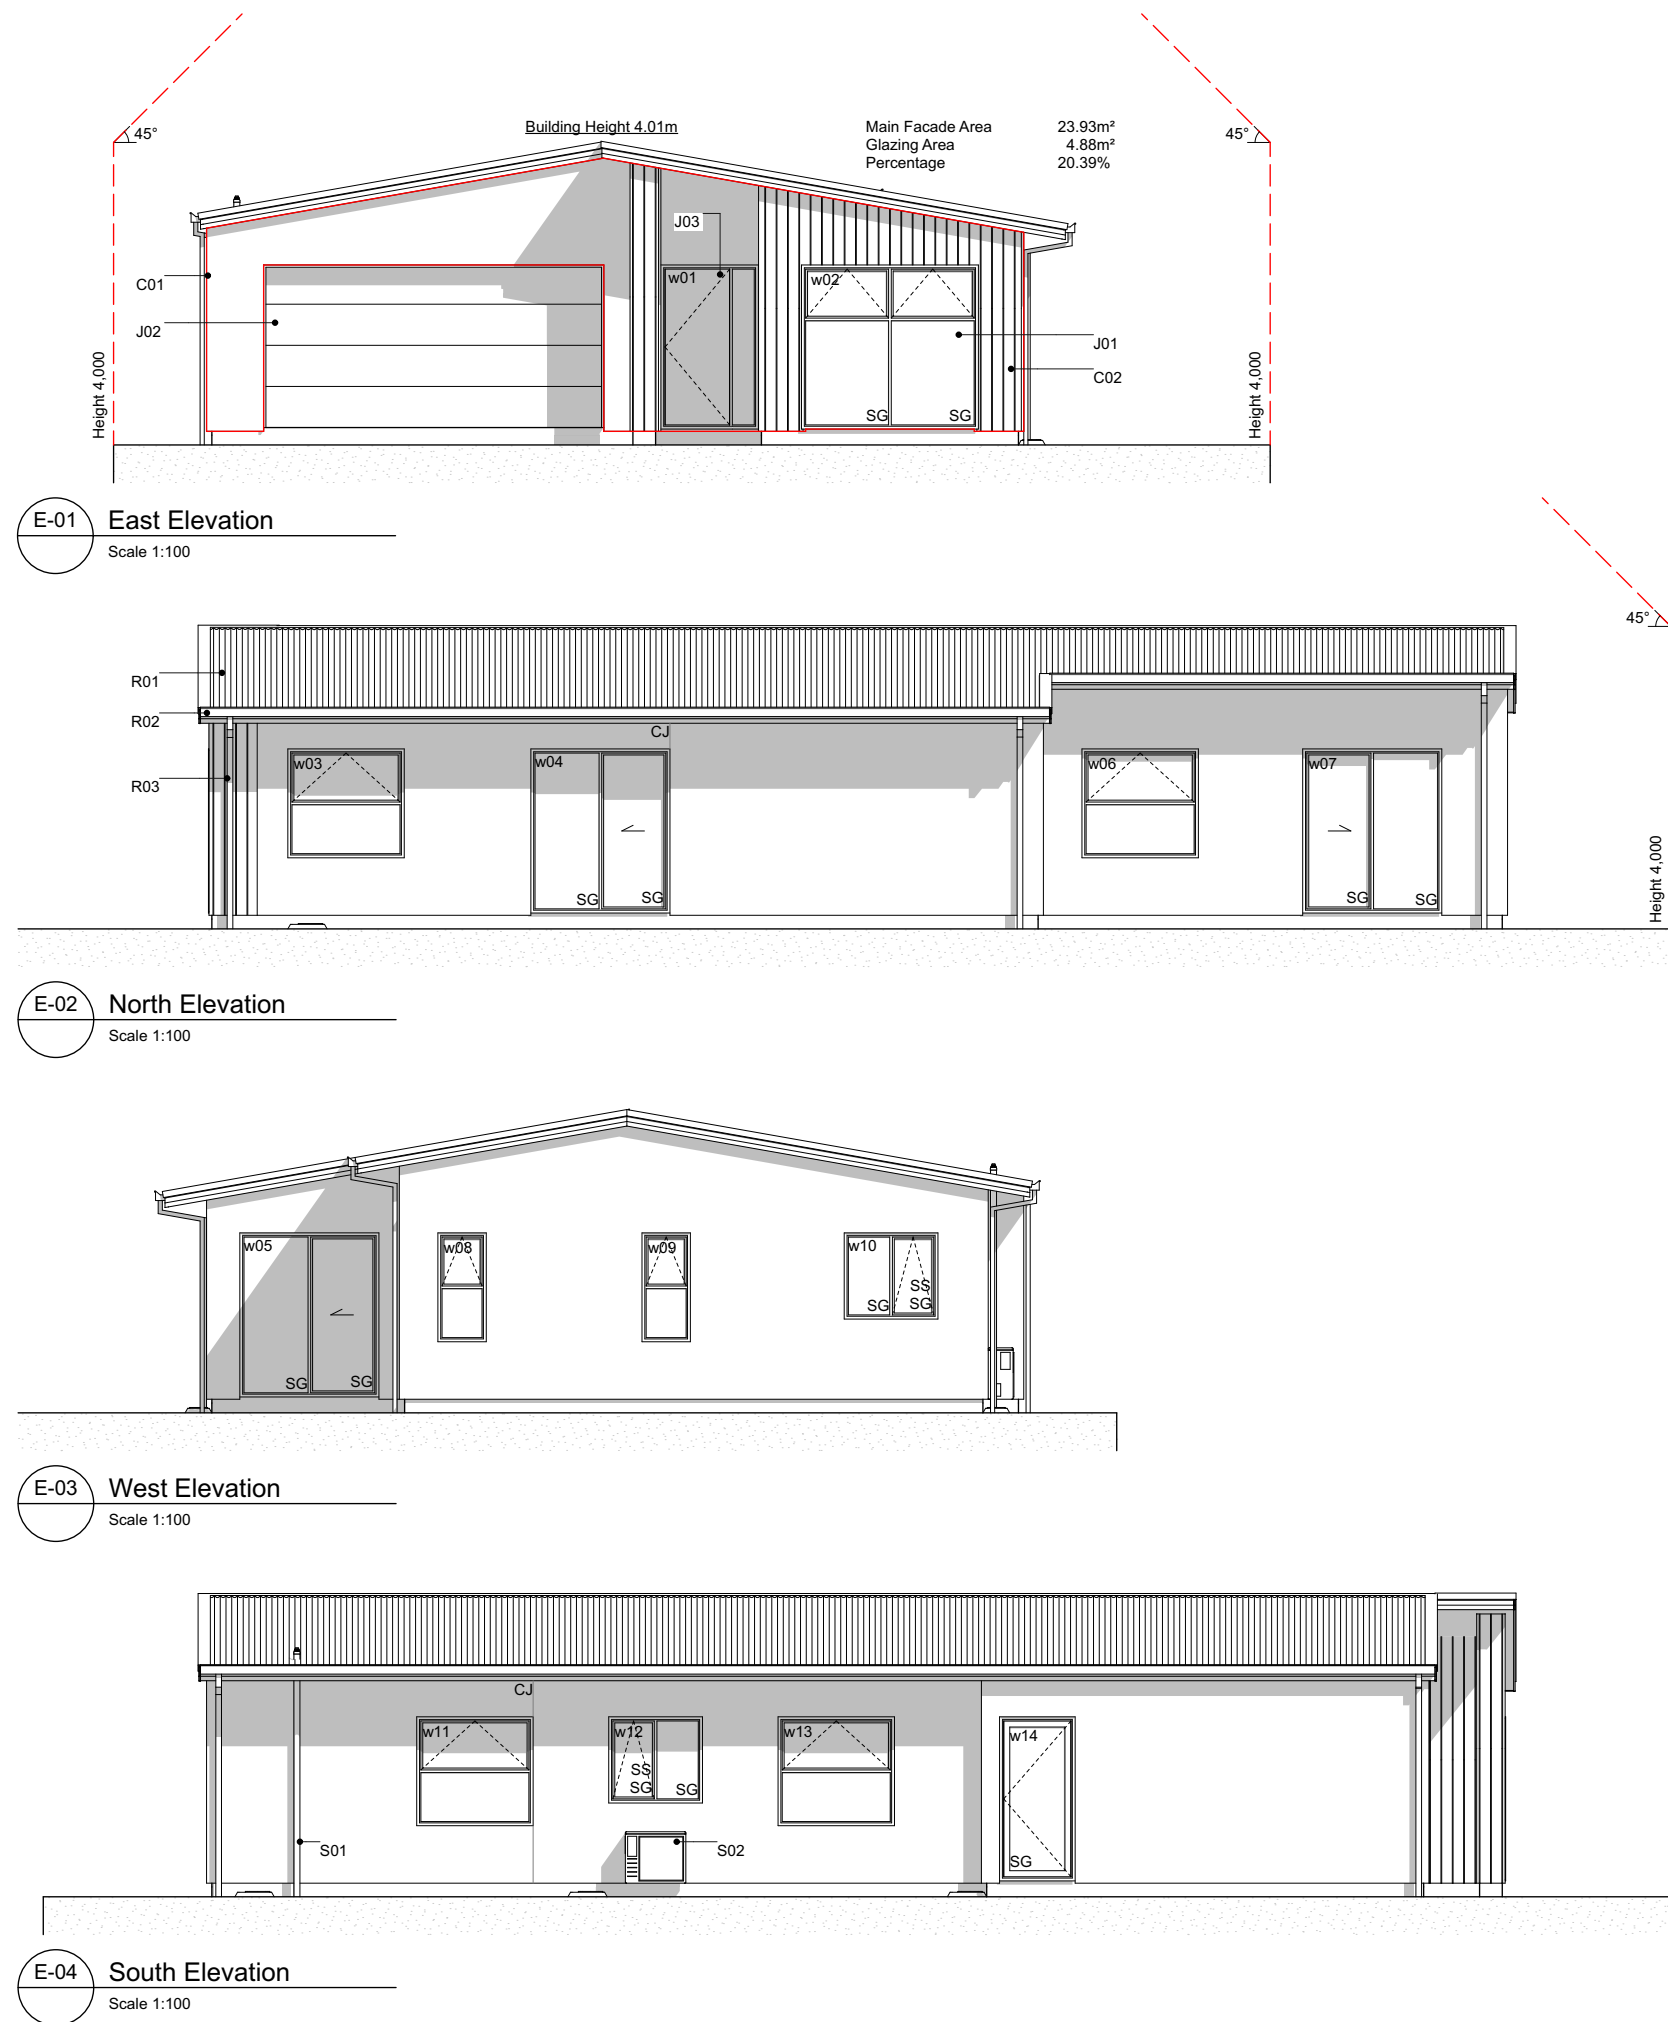 45°
Building Height 4.01m
Main Facade Area 23.93m²
Glazing Area 4.88m²
Percentage 20.39%
45°
J03
w01
w02
C01
J02
J01
C02
SG SG
Height 4,000
Height 4,000
E-01 East Elevation
Scale 1:100
45°
R01
R02
CJ
w03
w04
w06
w07
R03
SG SG
SG SG
Height 4,000
E-02 North Elevation
Scale 1:100
w05
w08
w09
w10
SS
SG SG
SG SG
E-03 West Elevation
Scale 1:100
CJ
w11
w12
w13
w14
SS
SG SG
S01
S02
SG
E-04 South Elevation
Scale 1:100